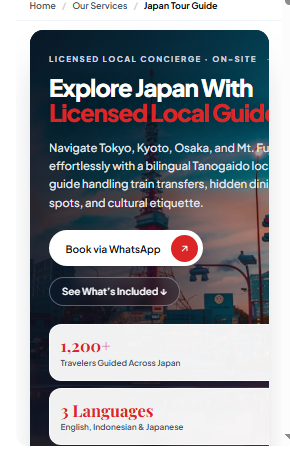 Home / Our Services / Japan Tour Guide
LICENSED LOCAL CONCIERGE · ON-SITE ·
Explore Japan With
Licensed Local Guide
Navigate Tokyo, Kyoto, Osaka, and Mt. Fu
effortlessly with a bilingual Tanogaido loc
guide handling train transfers, hidden dini
spots, and cultural etiquette.
Book via WhatsApp ↗
See What's Included ↓
1,200+
Travelers Guided Across Japan
3 Languages
English, Indonesian & Japanese